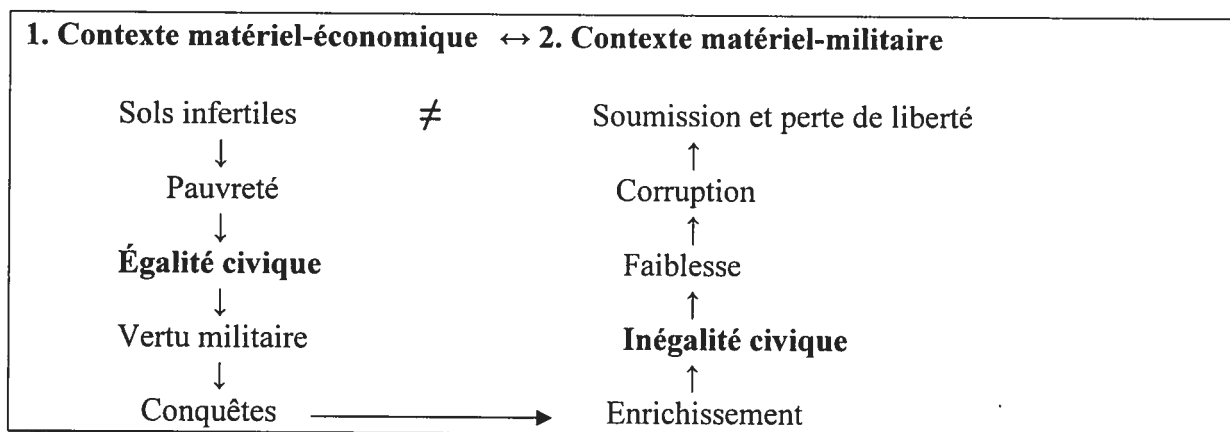 1. Contexte matériel-économique ↔ 2. Contexte matériel-militaire
Sols infertiles ≠ Soumission et perte de liberté
↓ ↑
Pauvreté Corruption
↓ ↑
Égalité civique Faiblesse
↓ ↑
Vertu militaire Inégalité civique
↓ ↑
Conquêtes → Enrichissement